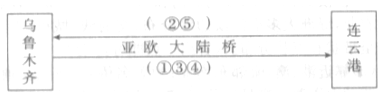 乌鲁木齐
( ②⑤ )
亚欧大陆桥
(①③④)
连云港